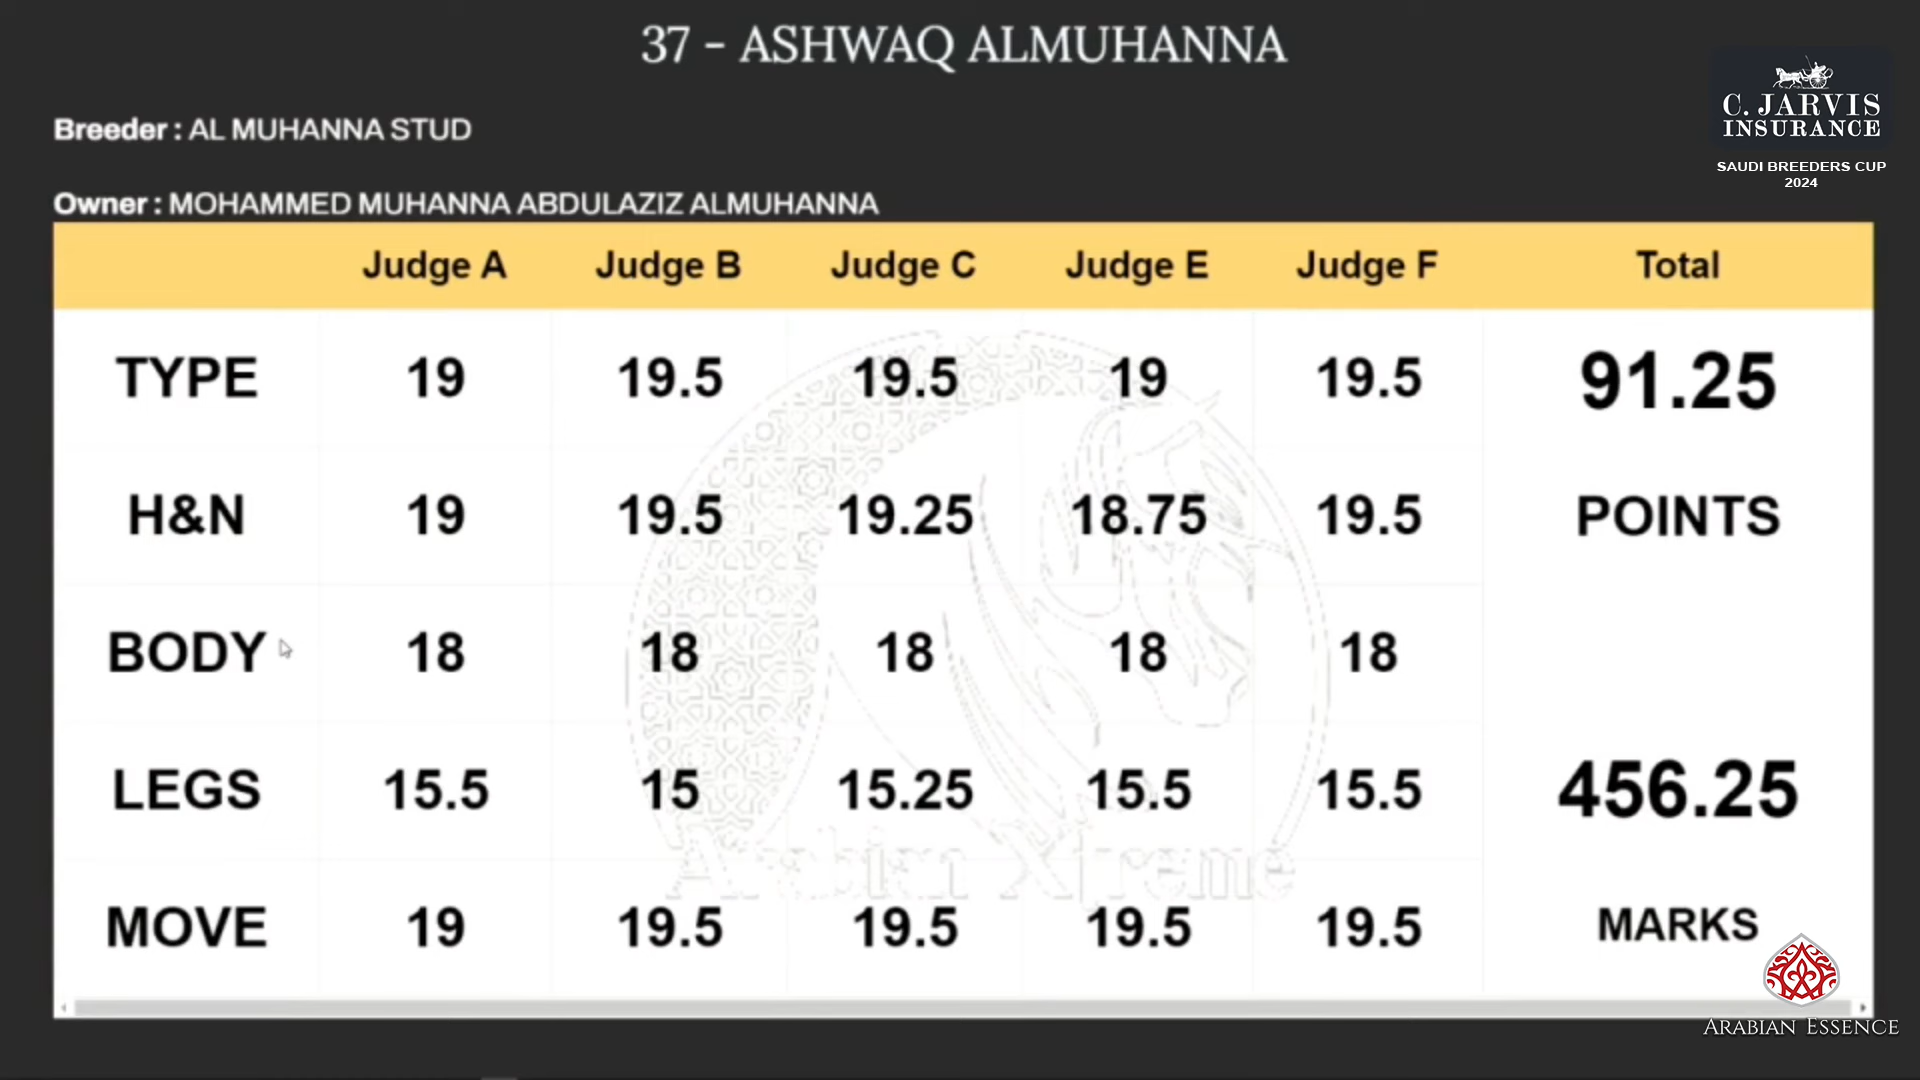 37 - ASHWAQ ALMUHANNA
C. JARVIS
INSURANCE
SAUDI BREEDERS CUP
2024
Breeder : AL MUHANNA STUD
Owner : MOHAMMED MUHANNA ABDULAZIZ ALMUHANNA
Judge A Judge B Judge C Judge E Judge F Total
TYPE 19 19.5 19.5 19 19.5 91.25
H&N 19 19.5 19.25 18.75 19.5 POINTS
BODY 18 18 18 18 18
LEGS 15.5 15 15.25 15.5 15.5 456.25
Arabian Xtreme
MOVE 19 19.5 19.5 19.5 19.5 MARKS
ARABIAN ESSENCE